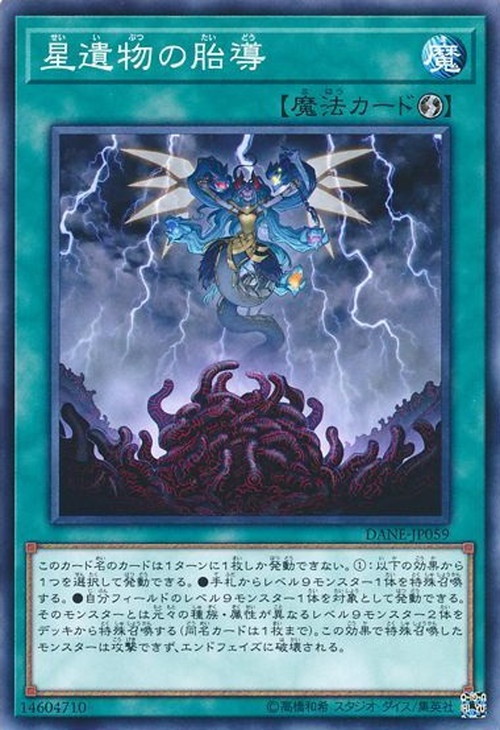 星遺物の胎導
魔
【魔法カード】
DANE-JP059
このカード名のカードは1ターンに1枚しか発動できない。①:以下の効果から
1つを選択して発動できる。●手札からレベル9モンスター1体を特殊召喚
する。●自分フィールドのレベル9モンスター1体を対象として発動できる。
そのモンスターとは元々の種族・属性が異なるレベル9モンスター2体を
デッキから特殊召喚する(同名カードは1枚まで)。この効果で特殊召喚した
モンスターは攻撃できず、エンドフェイズに破壊される。
14604710
©高橋和希 スタジオ・ダイス/集英社